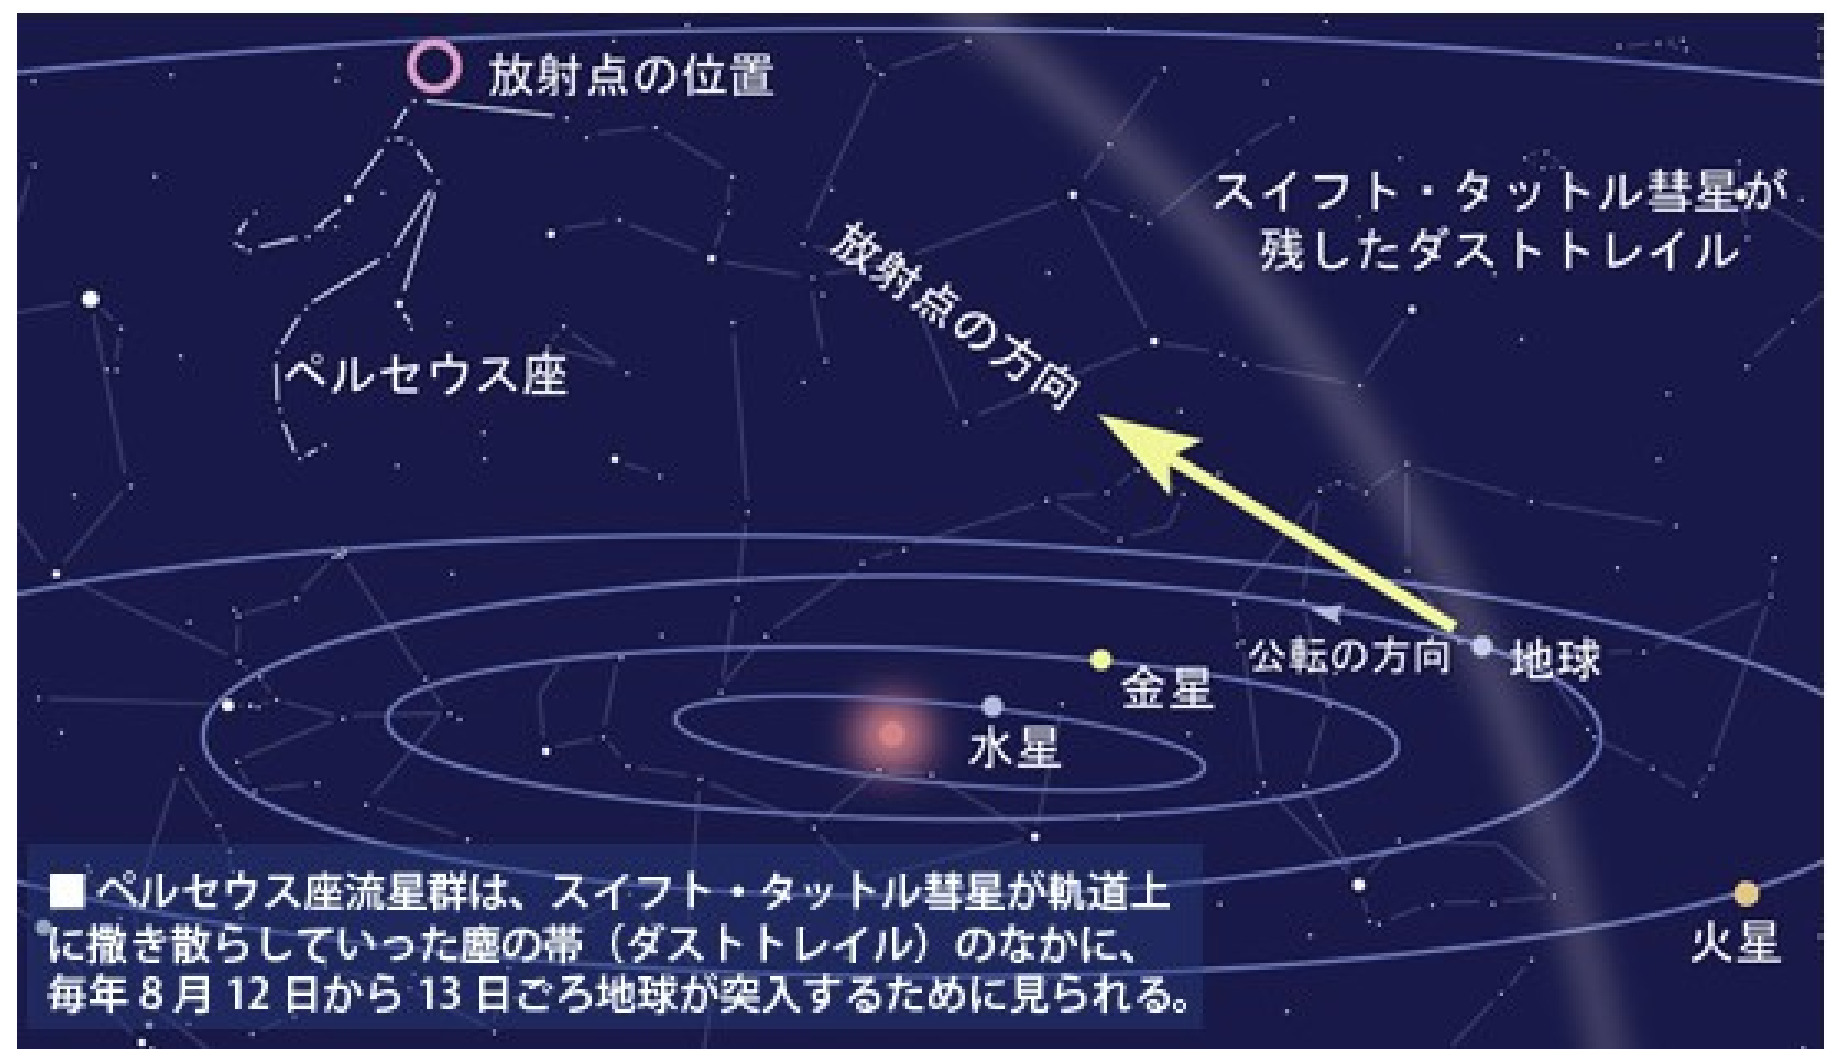 放射点の位置
スイフト・タットル彗星が
残したダストトレイル
放射点の方向
ペルセウス座
公転の方向
地球
金星
水星
■ ペルセウス座流星群は、スイフト・タットル彗星が軌道上
に撒き散らしていった塵の帯（ダストトレイル）のなかに、
毎年 8 月 12 日から 13 日ごろ地球が突入するために見られる。
火星